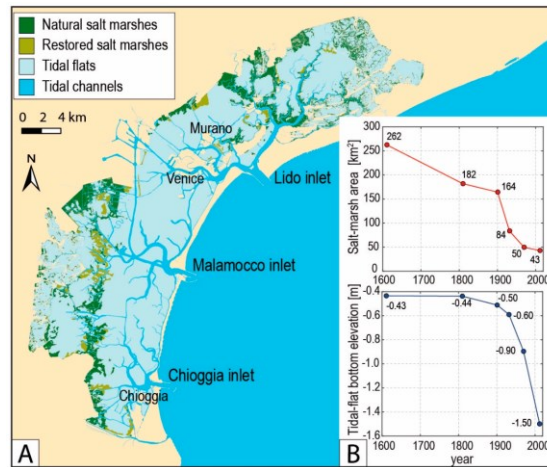 Natural salt marshes
Restored salt marshes
Tidal flats
Tidal channels
0 2 4 km
N
Murano
Venice
Lido inlet
Malamocco inlet
Chioggia inlet
Chioggia
A
Salt-marsh area [km²]
300
250
200
150
100
50
0
262
182
164
84
50
43
1600 1700 1800 1900 2000
Tidal-flat bottom elevation [m]
-0.4
-0.6
-0.8
-1.0
-1.2
-1.4
-1.6
-0.43
-0.44
-0.50
-0.60
-0.90
-1.50
1600 1700 1800 1900 2000
year
B